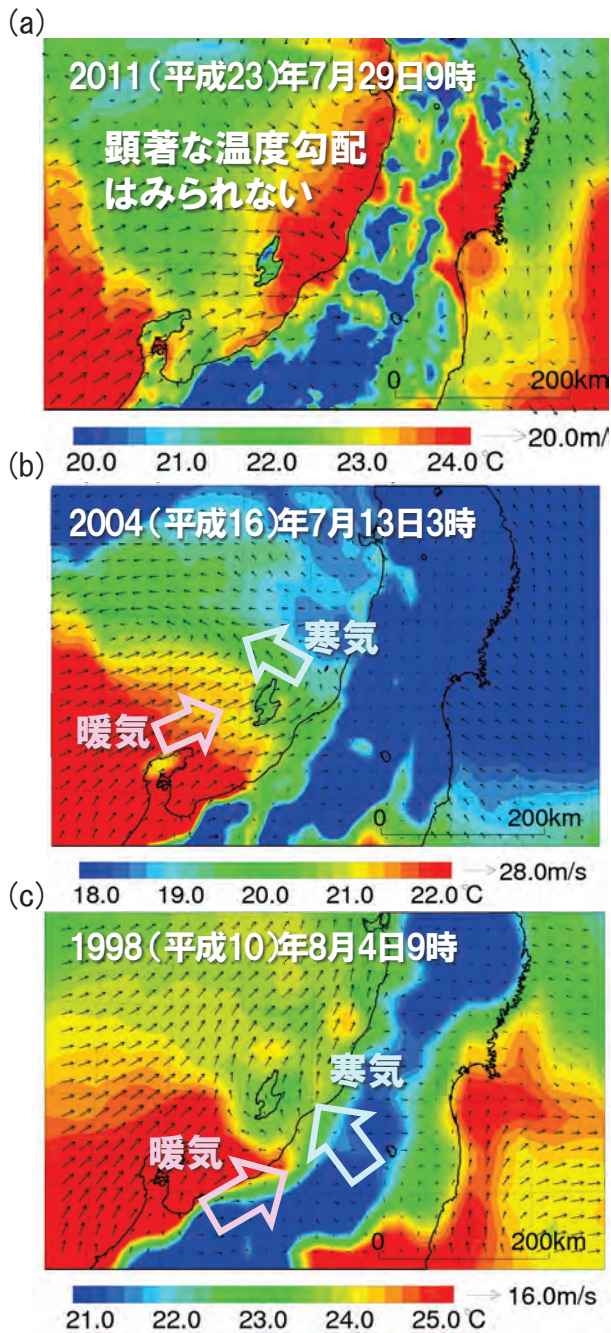 (a)
2011(平成23)年7月29日9時
顕著な温度勾配
はみられない
0 200km
20.0 21.0 22.0 23.0 24.0℃ 20.0m/s
(b)
2004(平成16)年7月13日3時
寒気
暖気
0 200km
18.0 19.0 20.0 21.0 22.0℃ 28.0m/s
(c)
1998(平成10)年8月4日9時
寒気
暖気
0 200km
21.0 22.0 23.0 24.0 25.0℃ 16.0m/s